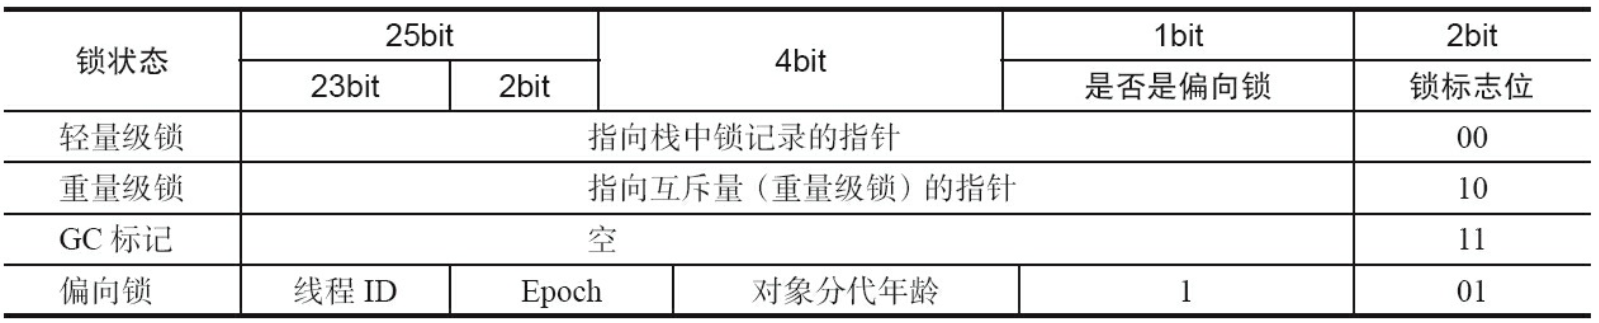 锁状态 25bit 4bit 1bit 2bit
23bit 2bit 是否是偏向锁 锁标志位
轻量级锁 指向栈中锁记录的指针 00
重量级锁 指向互斥量（重量级锁）的指针 10
GC 标记 空 11
偏向锁 线程 ID Epoch 对象分代年龄 1 01